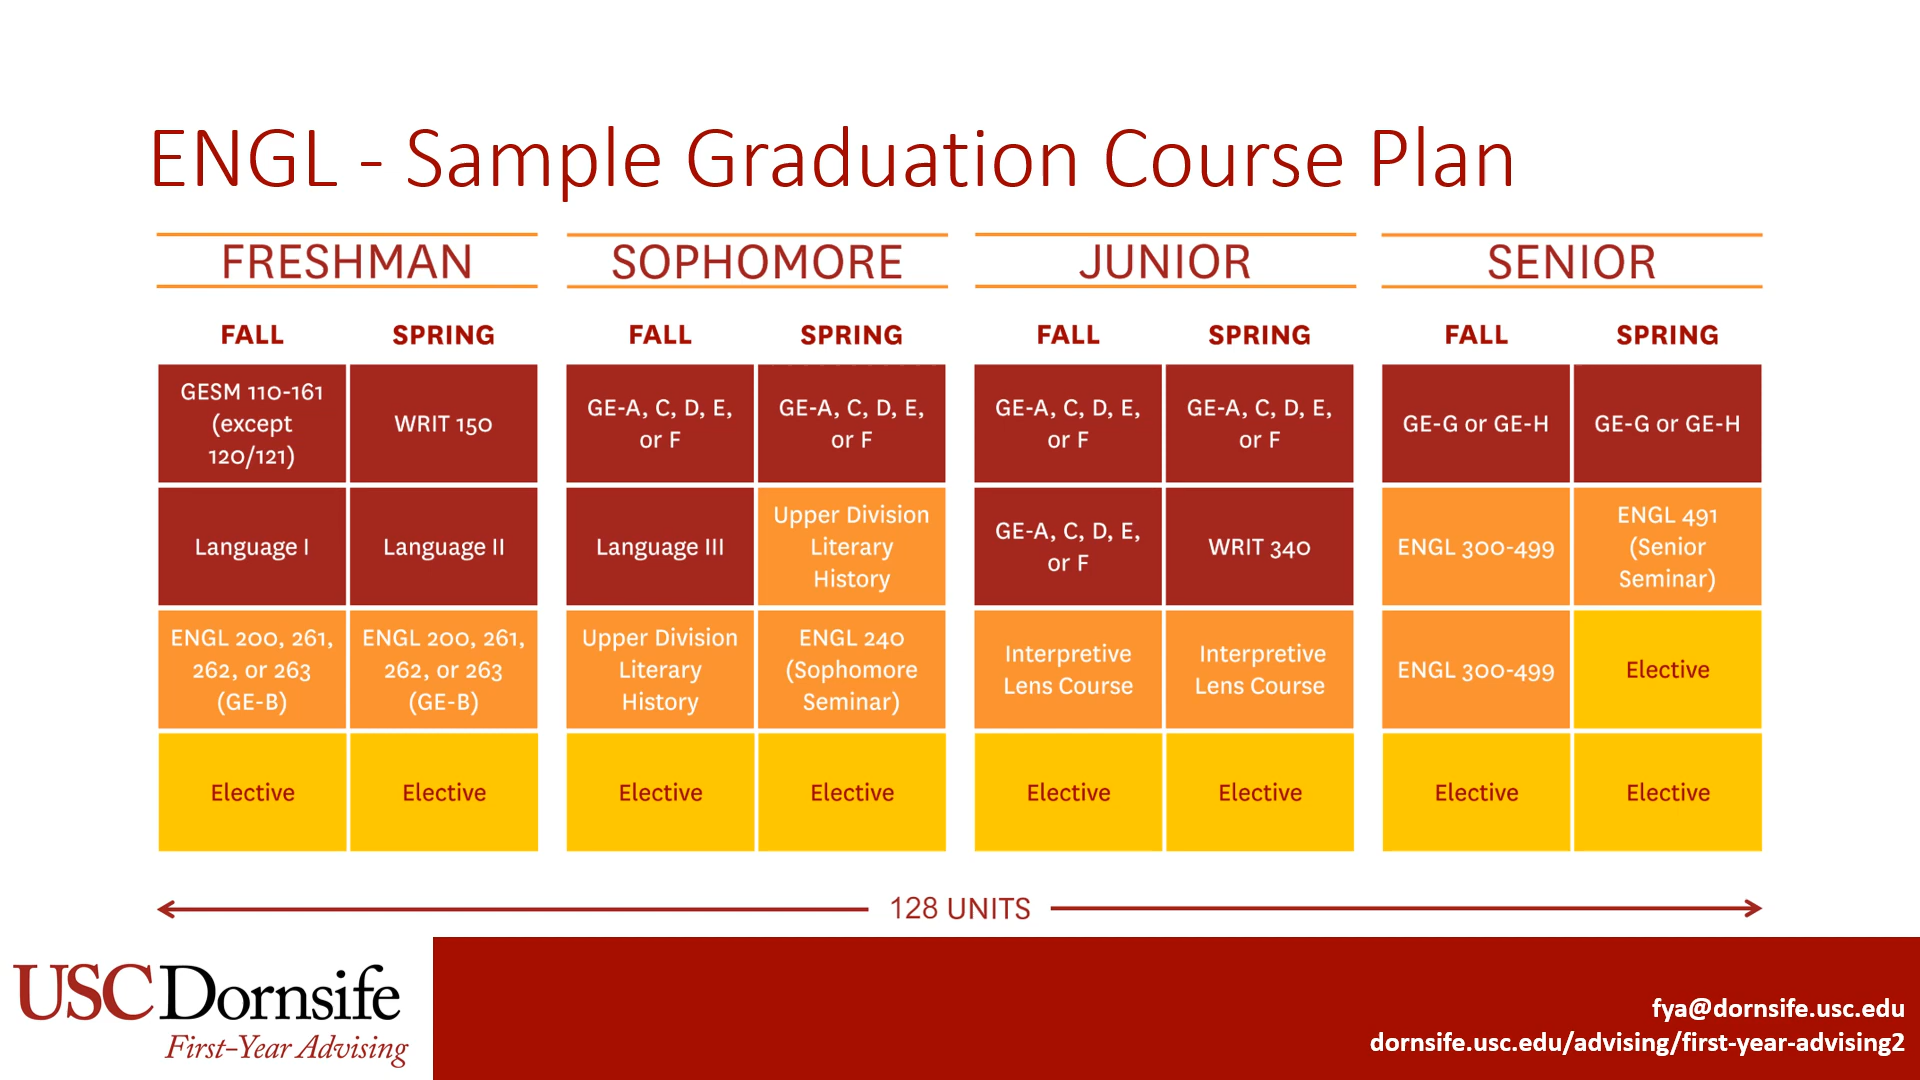 ENGL - Sample Graduation Course Plan
FRESHMAN
SOPHOMORE
JUNIOR
SENIOR
FALL
SPRING
FALL
SPRING
FALL
SPRING
FALL
SPRING
GESM 110-161
(except
120/121)
WRIT 150
GE-A, C, D, E,
or F
GE-A, C, D, E,
or F
GE-A, C, D, E,
or F
GE-A, C, D, E,
or F
GE-G or GE-H
GE-G or GE-H
Language I
Language II
Language III
Upper Division
Literary
History
GE-A, C, D, E,
or F
WRIT 340
ENGL 300-499
ENGL 491
(Senior
Seminar)
ENGL 200, 261,
262, or 263
(GE-B)
ENGL 200, 261,
262, or 263
(GE-B)
Upper Division
Literary
History
ENGL 240
(Sophomore
Seminar)
Interpretive
Lens Course
Interpretive
Lens Course
ENGL 300-499
Elective
Elective
Elective
Elective
Elective
Elective
Elective
Elective
Elective
128 UNITS
USC Dornsife
First-Year Advising
fya@dornsife.usc.edu
dornsife.usc.edu/advising/first-year-advising2